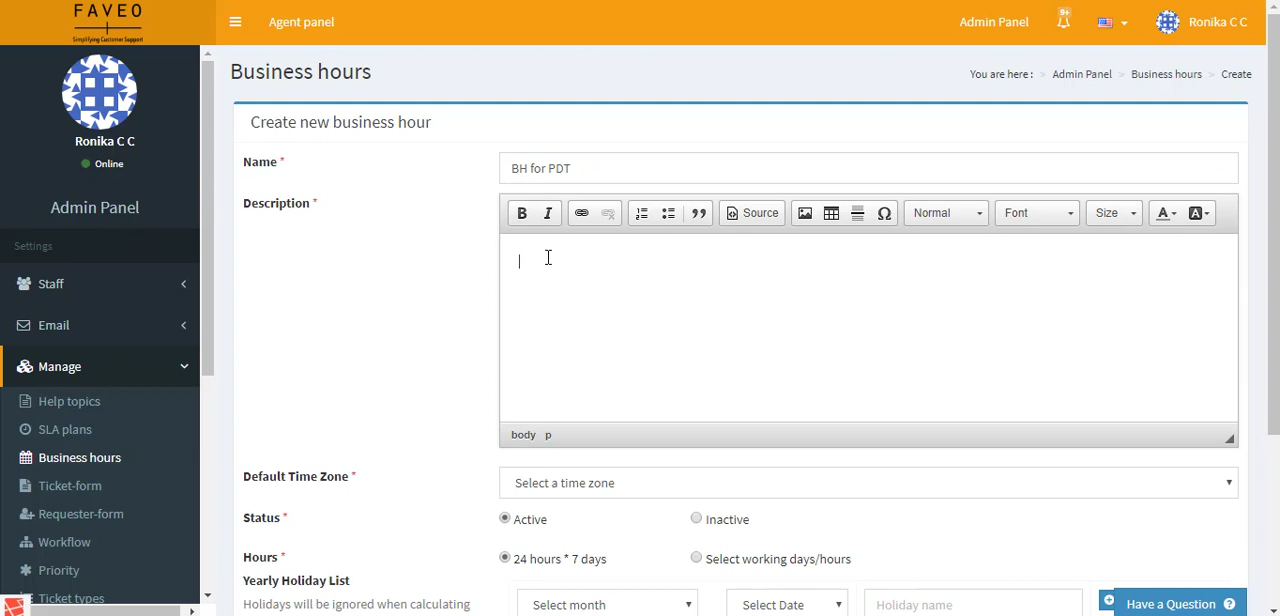 FAVEO
Simplifying Customer Support
Agent panel
Admin Panel
9+
Ronika C C
Ronika C C
Online
Admin Panel
Settings
Staff
Email
Manage
Help topics
SLA plans
Business hours
Ticket-form
Requester-form
Workflow
Priority
Ticket types
Business hours
You are here : > Admin Panel > Business hours > Create
Create new business hour
Name *
BH for PDT
Description *
B I Source Normal Font Size A A
body p
Default Time Zone *
Select a time zone
Status *
Active
Inactive
Hours *
24 hours * 7 days
Select working days/hours
Yearly Holiday List
Holidays will be ignored when calculating
Select month
Select Date
Holiday name
Have a Question